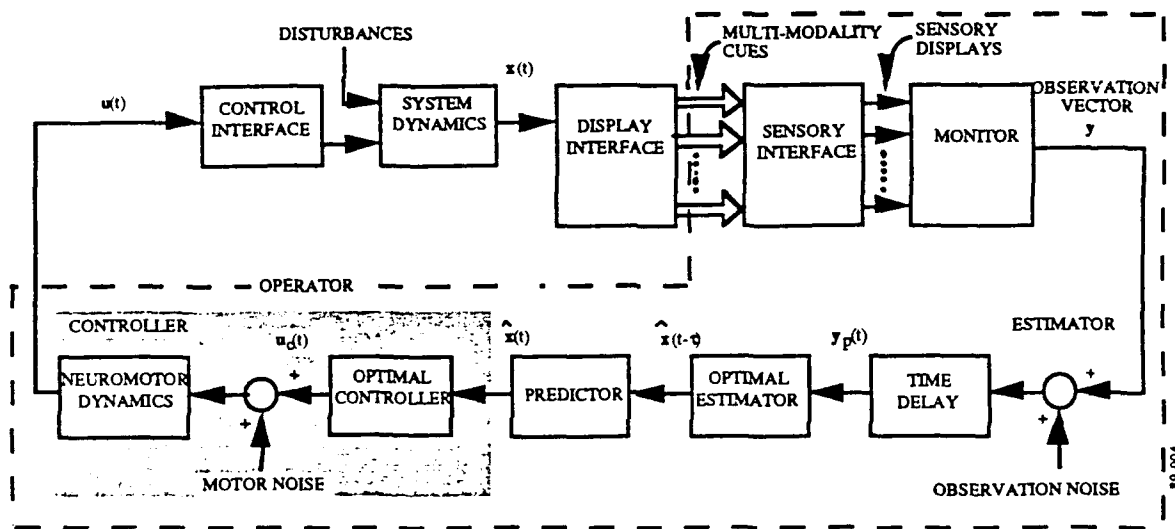 DISTURBANCES
MULTI-MODALITY
CUES
SENSORY
DISPLAYS
u(t)
x(t)
OBSERVATION
VECTOR
y
CONTROL
INTERFACE
SYSTEM
DYNAMICS
DISPLAY
INTERFACE
SENSORY
INTERFACE
MONITOR
OPERATOR
CONTROLLER
u_c(t)
x̂(t)
x̂(t-τ)
y_p(t)
ESTIMATOR
NEUROMOTOR
DYNAMICS
+
+
OPTIMAL
CONTROLLER
PREDICTOR
OPTIMAL
ESTIMATOR
TIME
DELAY
+
+
MOTOR NOISE
OBSERVATION NOISE